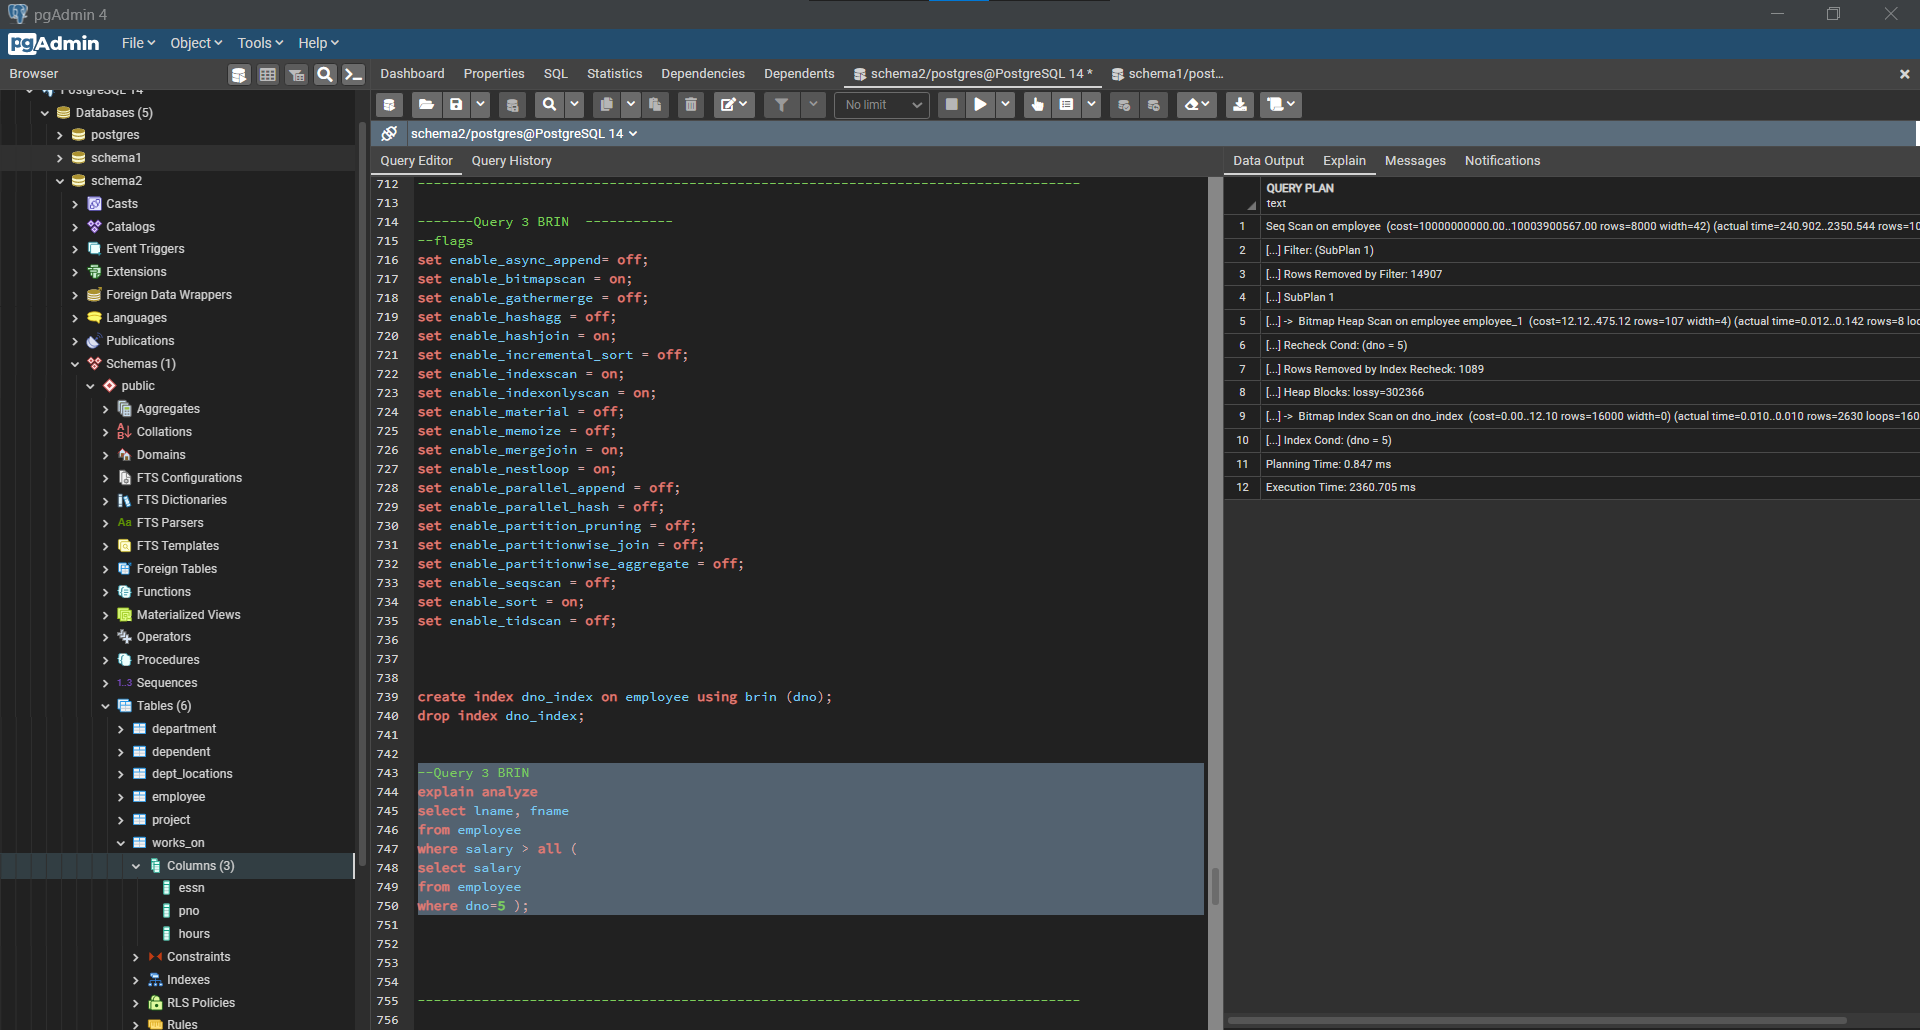 pgAdmin 4
pgAdmin File Object Tools Help
Browser
Dashboard Properties SQL Statistics Dependencies Dependents schema2/postgres@PostgreSQL 14 * schema1/post...
No limit
schema2/postgres@PostgreSQL 14
Query Editor Query History
Data Output Explain Messages Notifications
PostgreSQL 14
Databases (5)
postgres
schema1
schema2
Casts
Catalogs
Event Triggers
Extensions
Foreign Data Wrappers
Languages
Publications
Schemas (1)
public
Aggregates
Collations
Domains
FTS Configurations
FTS Dictionaries
Aa FTS Parsers
FTS Templates
Foreign Tables
Functions
Materialized Views
Operators
Procedures
1..3 Sequences
Tables (6)
department
dependent
dept_locations
employee
project
works_on
Columns (3)
essn
pno
hours
Constraints
Indexes
RLS Policies
Rules
712 -----------------------------------------------------------------------------------
713
714 -------Query 3 BRIN  -----------
715 --flags
716 set enable_async_append= off;
717 set enable_bitmapscan = on;
718 set enable_gathermerge = off;
719 set enable_hashagg = off;
720 set enable_hashjoin = on;
721 set enable_incremental_sort = off;
722 set enable_indexscan = on;
723 set enable_indexonlyscan = on;
724 set enable_material = off;
725 set enable_memoize = off;
726 set enable_mergejoin = on;
727 set enable_nestloop = on;
728 set enable_parallel_append = off;
729 set enable_parallel_hash = off;
730 set enable_partition_pruning = off;
731 set enable_partitionwise_join = off;
732 set enable_partitionwise_aggregate = off;
733 set enable_seqscan = off;
734 set enable_sort = on;
735 set enable_tidscan = off;
736
737
738
739 create index dno_index on employee using brin (dno);
740 drop index dno_index;
741
742
743 --Query 3 BRIN
744 explain analyze
745 select lname, fname
746 from employee
747 where salary > all (
748 select salary
749 from employee
750 where dno=5 );
751
752
753
754
755 -----------------------------------------------------------------------------------
756
QUERY PLAN
text
1 Seq Scan on employee (cost=10000000000.00..10003900567.00 rows=8000 width=42) (actual time=240.902..2350.544 rows=10
2 [...] Filter: (SubPlan 1)
3 [...] Rows Removed by Filter: 14907
4 [...] SubPlan 1
5 [...] -> Bitmap Heap Scan on employee employee_1 (cost=12.12..475.12 rows=107 width=4) (actual time=0.012..0.142 rows=8 loo
6 [...] Recheck Cond: (dno = 5)
7 [...] Rows Removed by Index Recheck: 1089
8 [...] Heap Blocks: lossy=302366
9 [...] -> Bitmap Index Scan on dno_index (cost=0.00..12.10 rows=16000 width=0) (actual time=0.010..0.010 rows=2630 loops=160
10 [...] Index Cond: (dno = 5)
11 Planning Time: 0.847 ms
12 Execution Time: 2360.705 ms